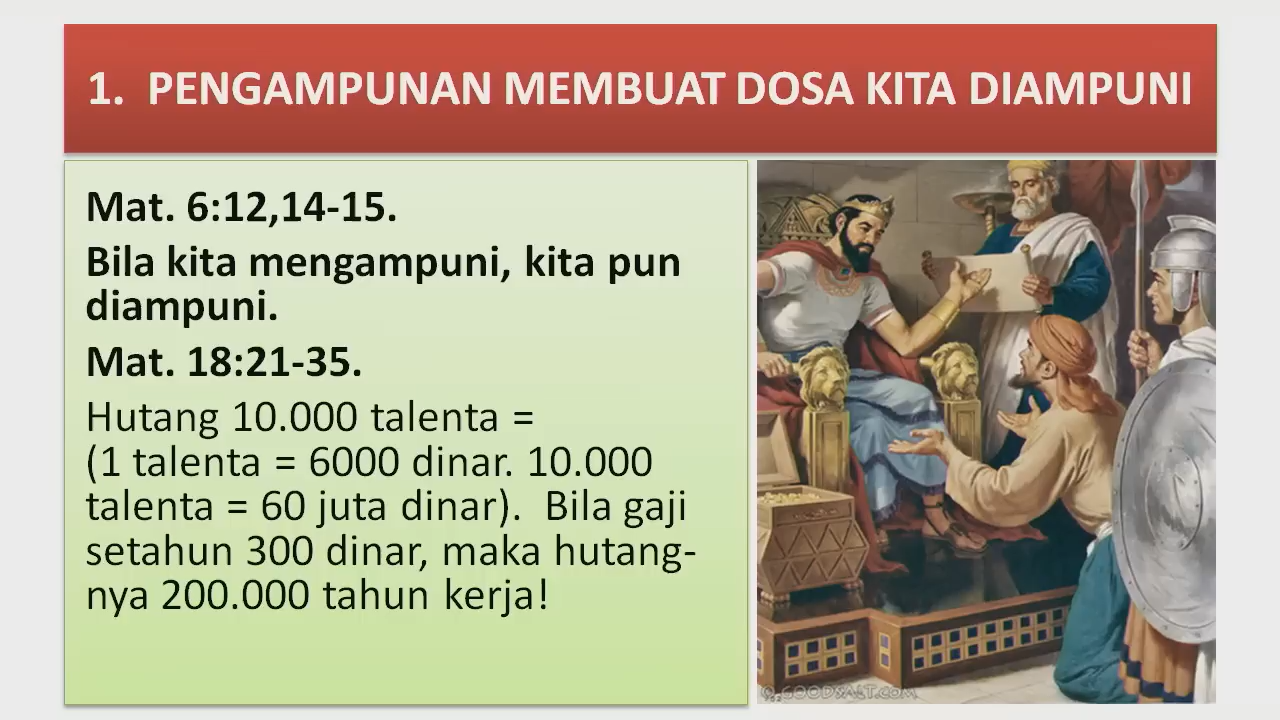 1. PENGAMPUNAN MEMBUAT DOSA KITA DIAMPUNI
Mat. 6:12,14-15.
Bila kita mengampuni, kita pun
diampuni.
Mat. 18:21-35.
Hutang 10.000 talenta =
(1 talenta = 6000 dinar. 10.000
talenta = 60 juta dinar). Bila gaji
setahun 300 dinar, maka hutang-
nya 200.000 tahun kerja!
GOODSALT.COM